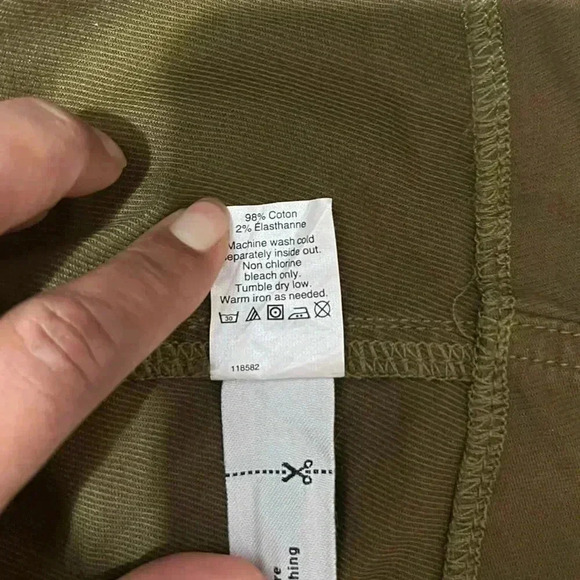 98% Coton
2% Élasthanne
Machine wash cold
separately inside out.
Non chlorine
bleach only.
Tumble dry low.
Warm iron as needed.
30
118582